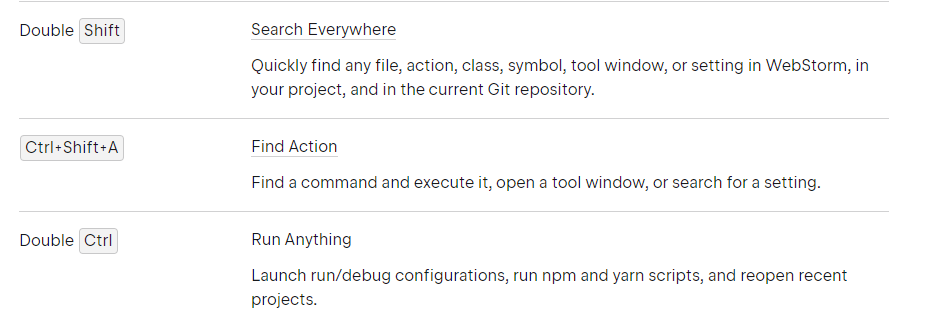 Double Shift Search Everywhere
Quickly find any file, action, class, symbol, tool window, or setting in WebStorm, in
your project, and in the current Git repository.
Ctrl+Shift+A Find Action
Find a command and execute it, open a tool window, or search for a setting.
Double Ctrl Run Anything
Launch run/debug configurations, run npm and yarn scripts, and reopen recent
projects.